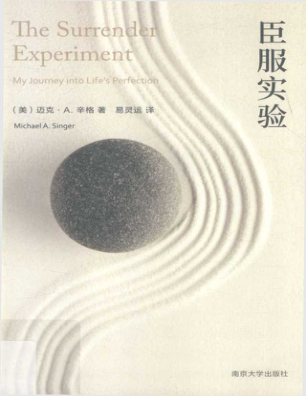 The Surrender
Experiment
My Journey into Life's Perfection
(美)迈克·A. 辛格 著 易灵运 译
Michael A. Singer
臣服实验
南京大学出版社